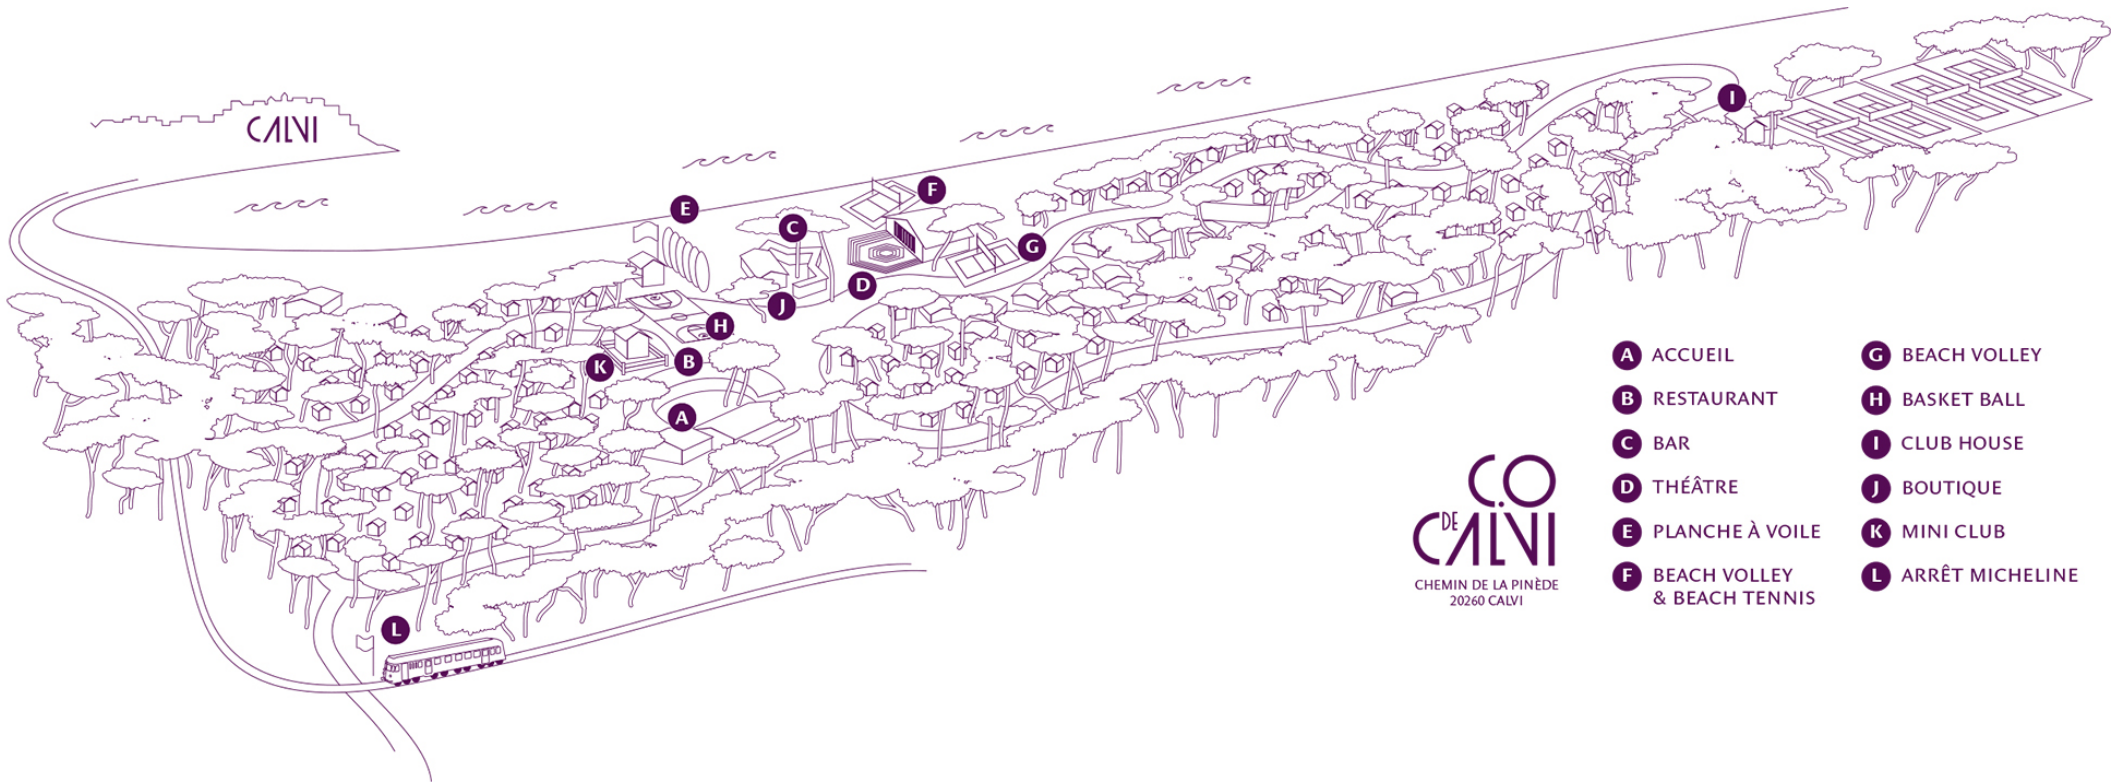 CALVI
E
F
C
G
D
J
H
B
K
A
I
L
C.O
DE
CALVI
CHEMIN DE LA PINÈDE
20260 CALVI
A ACCUEIL
B RESTAURANT
C BAR
D THÉÂTRE
E PLANCHE À VOILE
F BEACH VOLLEY
& BEACH TENNIS
G BEACH VOLLEY
H BASKET BALL
I CLUB HOUSE
J BOUTIQUE
K MINI CLUB
L ARRÊT MICHELINE